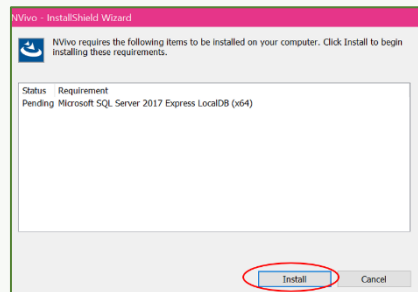 NVivo - InstallShield Wizard
NVivo requires the following items to be installed on your computer. Click Install to begin
installing these requirements.
Status Requirement
Pending Microsoft SQL Server 2017 Express LocalDB (x64)
Install Cancel